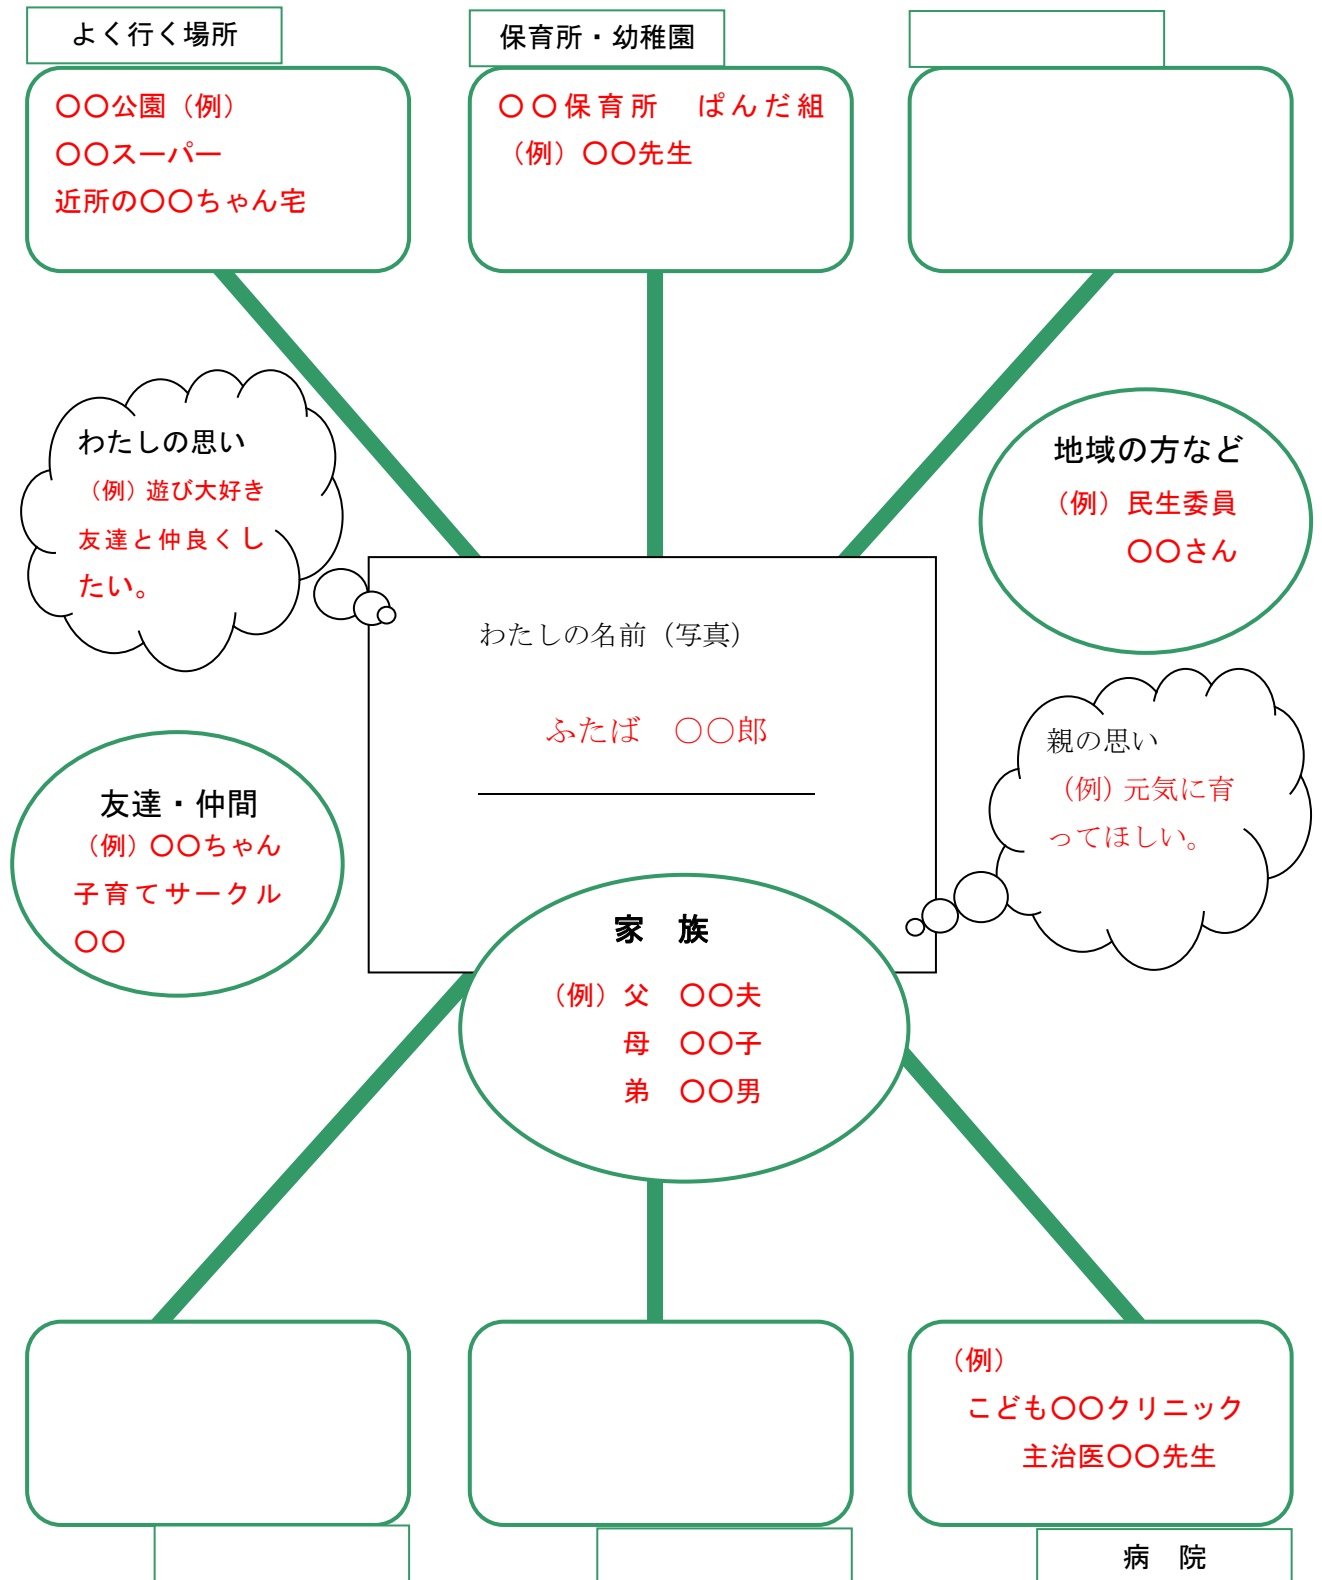 よく行く場所
〇〇公園（例）
〇〇スーパー
近所の〇〇ちゃん宅
保育所・幼稚園
〇〇保育所　ぱんだ組
（例）〇〇先生
わたしの思い
（例）遊び大好き
友達と仲良くし
たい。
地域の方など
（例）民生委員
〇〇さん
わたしの名前（写真）
ふたば　〇〇郎
親の思い
（例）元気に育
ってほしい。
友達・仲間
（例）〇〇ちゃん
子育てサークル
〇〇
家　族
（例）父　〇〇夫
母　〇〇子
弟　〇〇男
（例）
こども〇〇クリニック
主治医〇〇先生
病　院